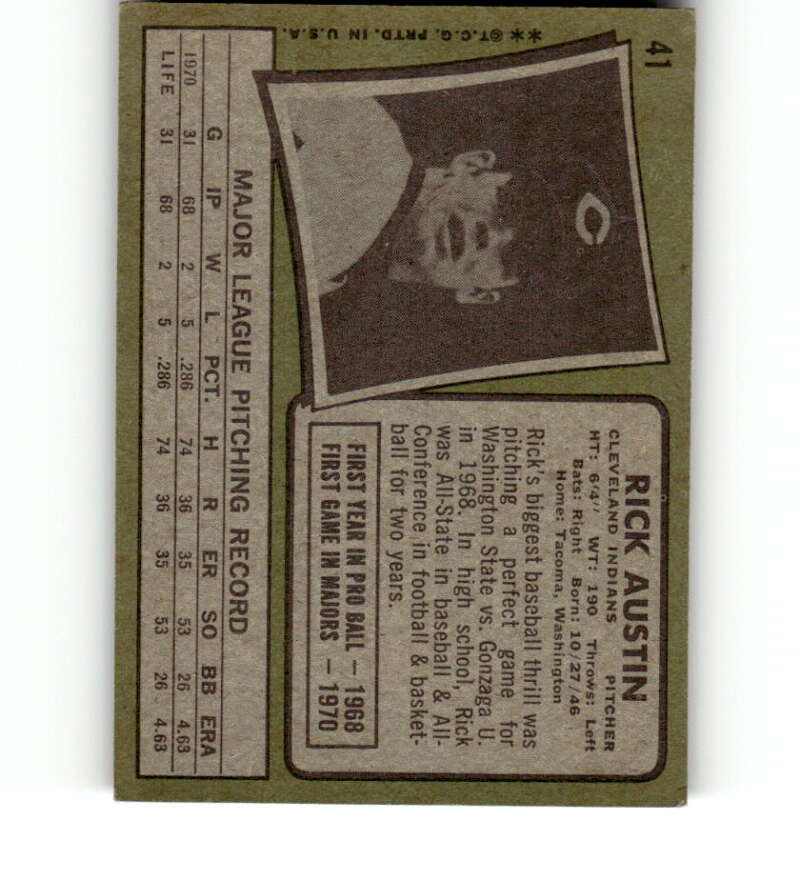 41
**©T.C.G. PRTD. IN U.S.A.
C
RICK AUSTIN
CLEVELAND INDIANS PITCHER
HT: 6'4'' WT: 190 Throws: Left
Bats: Right Born: 10/27/46
Home: Tacoma, Washington
Rick's biggest baseball thrill was
pitching a perfect game for
Washington State vs. Gonzaga U.
in 1968. In high school, Rick
was All-State in baseball & All-
Conference in football & basket-
ball for two years.
FIRST YEAR IN PRO BALL — 1968
FIRST GAME IN MAJORS — 1970
MAJOR LEAGUE PITCHING RECORD
G IP W L PCT. H R ER SO BB ERA
1970 31 68 2 5 .286 74 36 35 53 26 4.63
LIFE 31 68 2 5 .286 74 36 35 53 26 4.63